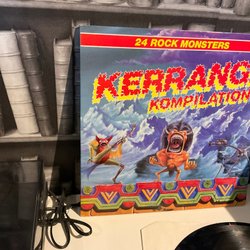 24 ROCK MONSTERS
KERRANG
KOMPILATION